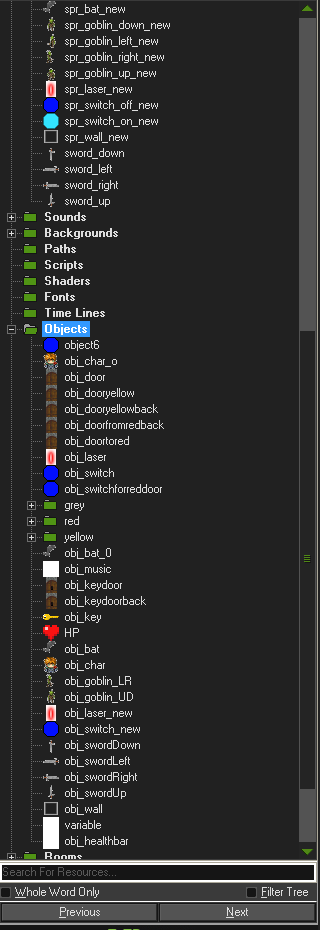 spr_bat_new
spr_goblin_down_new
spr_goblin_left_new
spr_goblin_right_new
spr_goblin_up_new
spr_laser_new
spr_switch_off_new
spr_switch_on_new
spr_wall_new
sword_down
sword_left
sword_right
sword_up
Sounds
Backgrounds
Paths
Scripts
Shaders
Fonts
Time Lines
Objects
object6
obj_char_o
obj_door
obj_dooryellow
obj_dooryellowback
obj_doorfromredback
obj_doortored
obj_laser
obj_switch
obj_switchforreddoor
grey
red
yellow
obj_bat_0
obj_music
obj_keydoor
obj_keydoorback
obj_key
HP
obj_bat
obj_char
obj_goblin_LR
obj_goblin_UD
obj_laser_new
obj_switch_new
obj_swordDown
obj_swordLeft
obj_swordRight
obj_swordUp
obj_wall
variable
obj_healthbar
Rooms
Search For Resources...
Whole Word Only Filter Tree
Previous Next